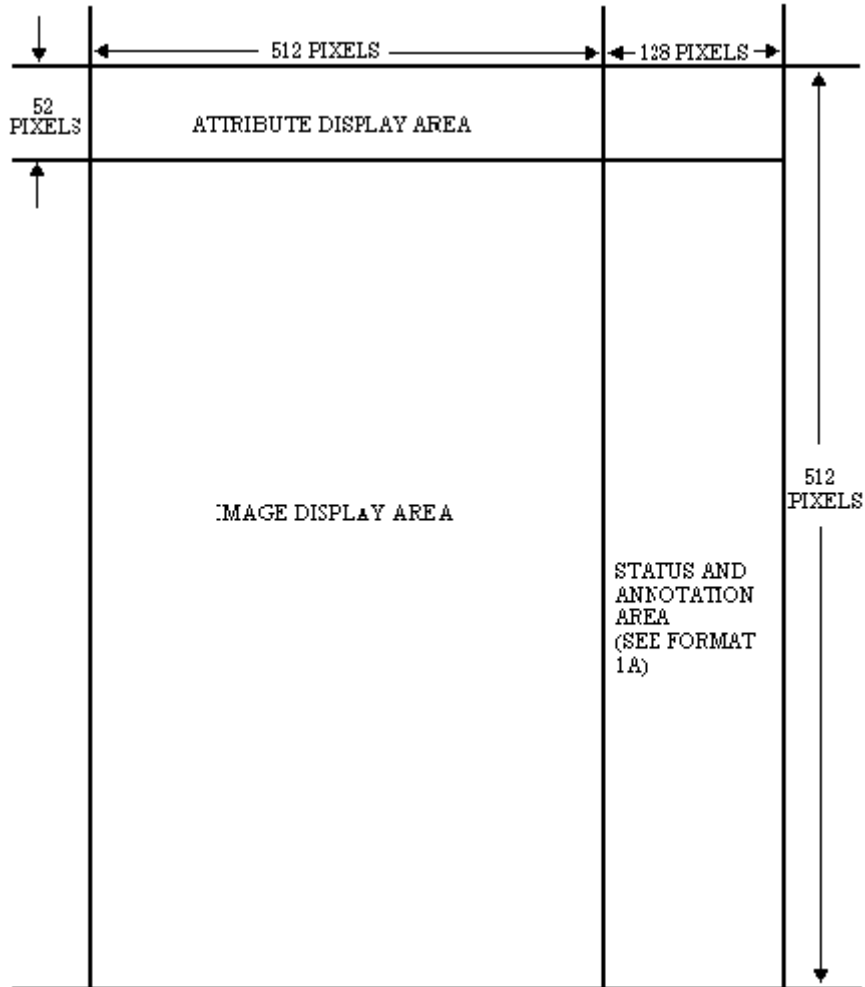 512 PIXELS
128 PIXELS
52
PIXELS
ATTRIBUTE DISPLAY AREA
IMAGE DISPLAY AREA
512
PIXELS
STATUS AND
ANNOTATION
AREA
(SEE FORMAT
1A)